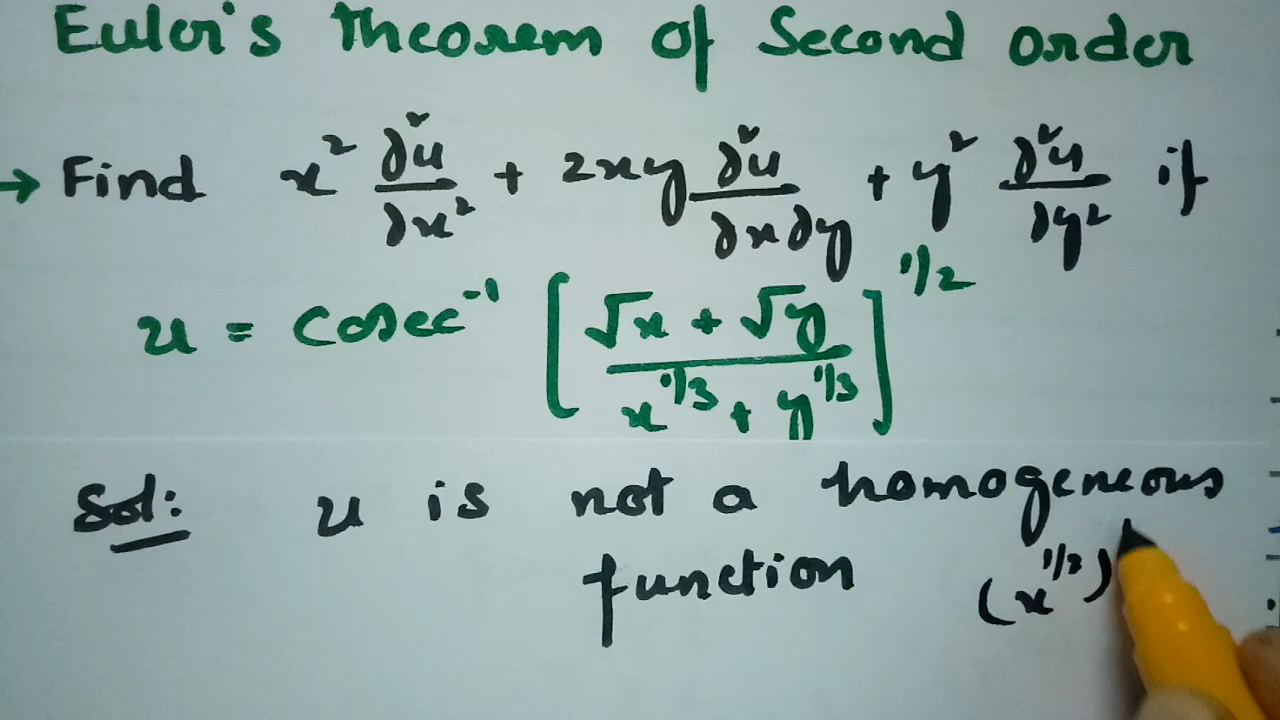 Euler's theorem of Second order
→ Find x² ∂²u/∂x² + 2xy ∂²u/∂x∂y + y² ∂²u/∂y² if
u = cosec⁻¹ [ (√x + √y) / (x^1/3 + y^1/3) ]^1/2
Sol: u is not a homogeneous
function (x^1/2)